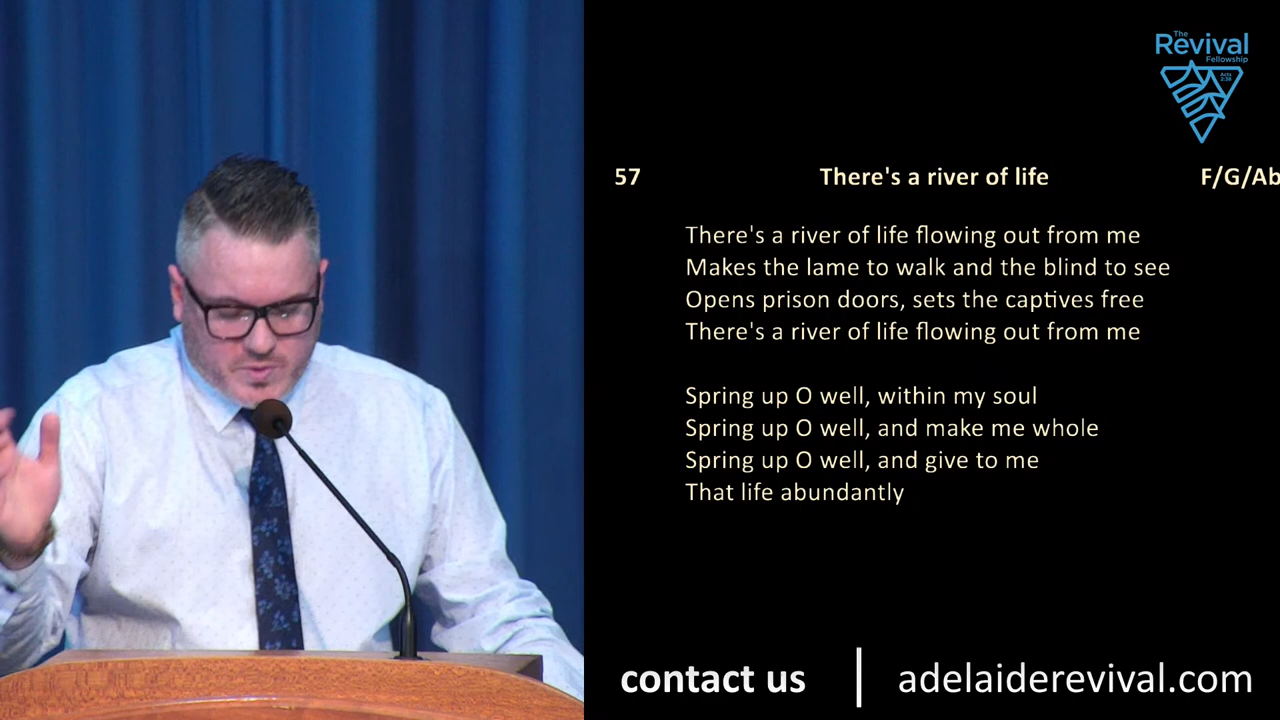 The
Revival
Fellowship
Acts
2:38
57 There's a river of life F/G/Ab
There's a river of life flowing out from me
Makes the lame to walk and the blind to see
Opens prison doors, sets the captives free
There's a river of life flowing out from me
Spring up O well, within my soul
Spring up O well, and make me whole
Spring up O well, and give to me
That life abundantly
contact us | adelaiderevival.com